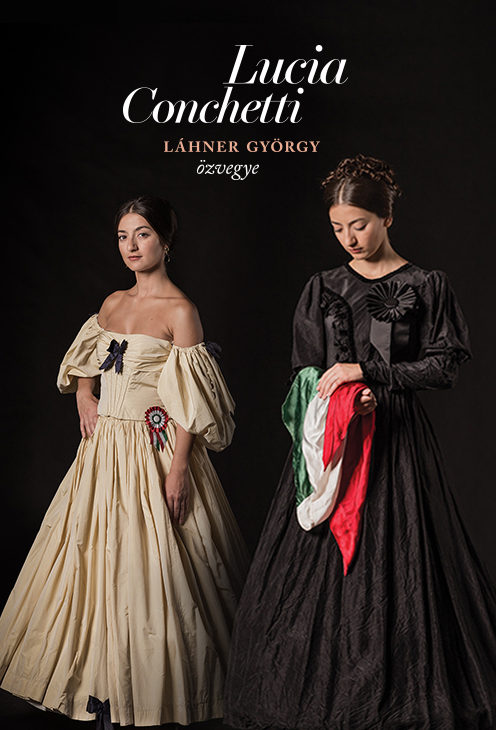 Lucia
Conchetti
LÁHNER GYÖRGY
özvegye